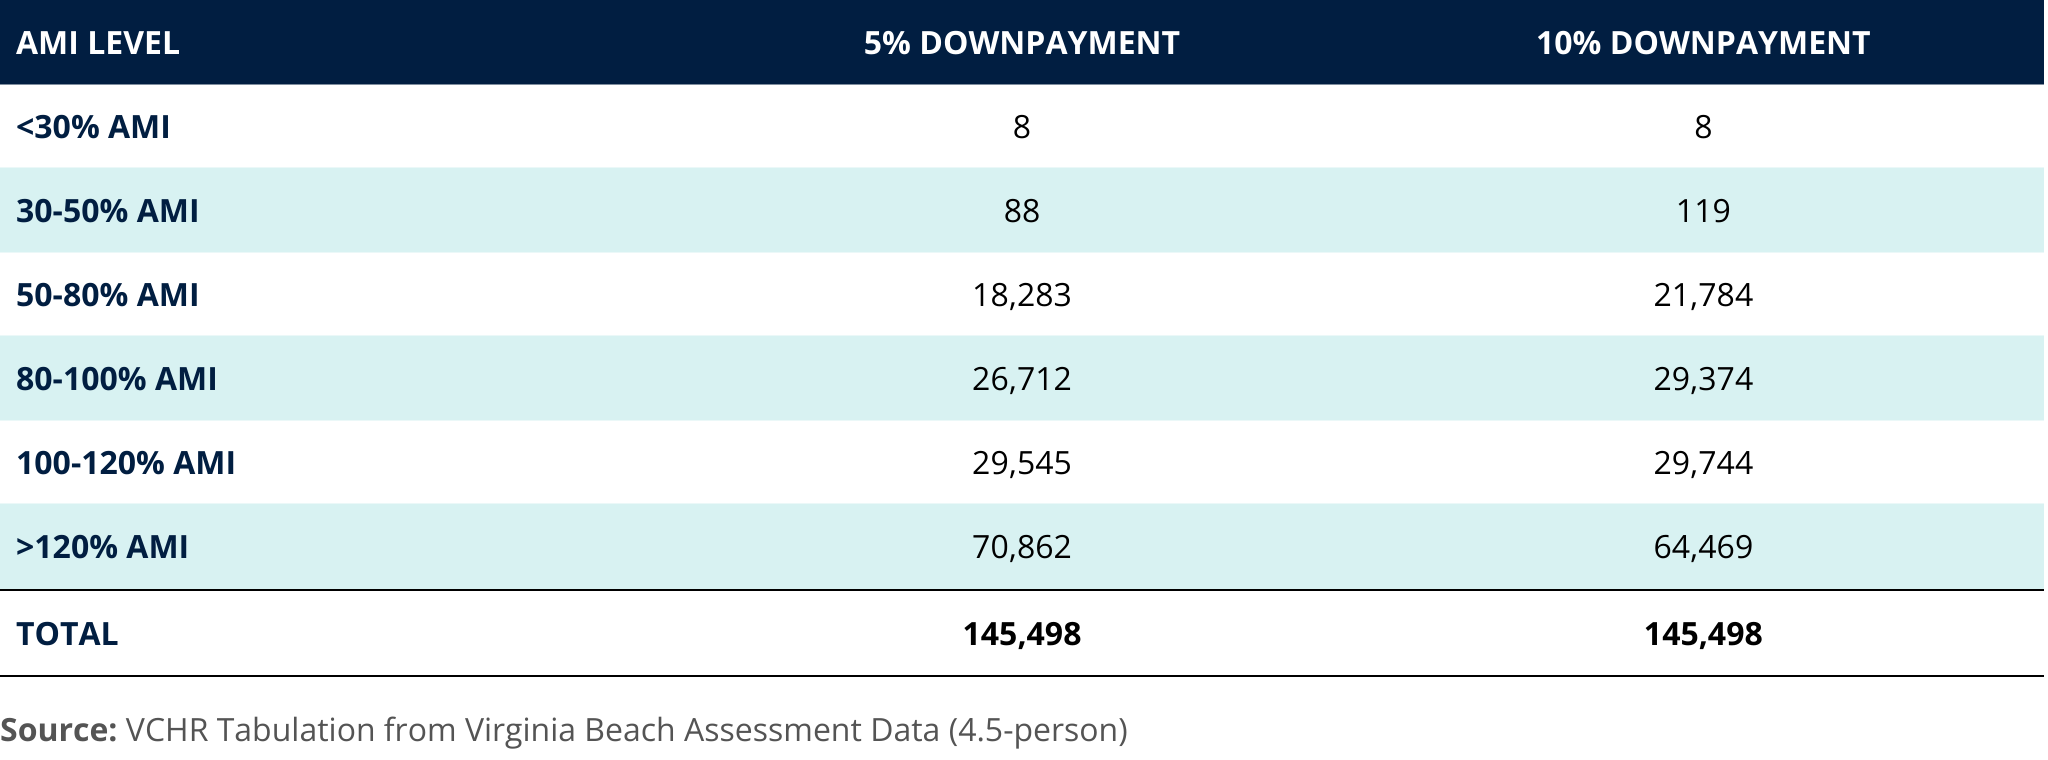 AMI LEVEL 5% DOWNPAYMENT 10% DOWNPAYMENT
<30% AMI 8 8
30-50% AMI 88 119
50-80% AMI 18,283 21,784
80-100% AMI 26,712 29,374
100-120% AMI 29,545 29,744
>120% AMI 70,862 64,469
TOTAL 145,498 145,498
Source: VCHR Tabulation from Virginia Beach Assessment Data (4.5-person)